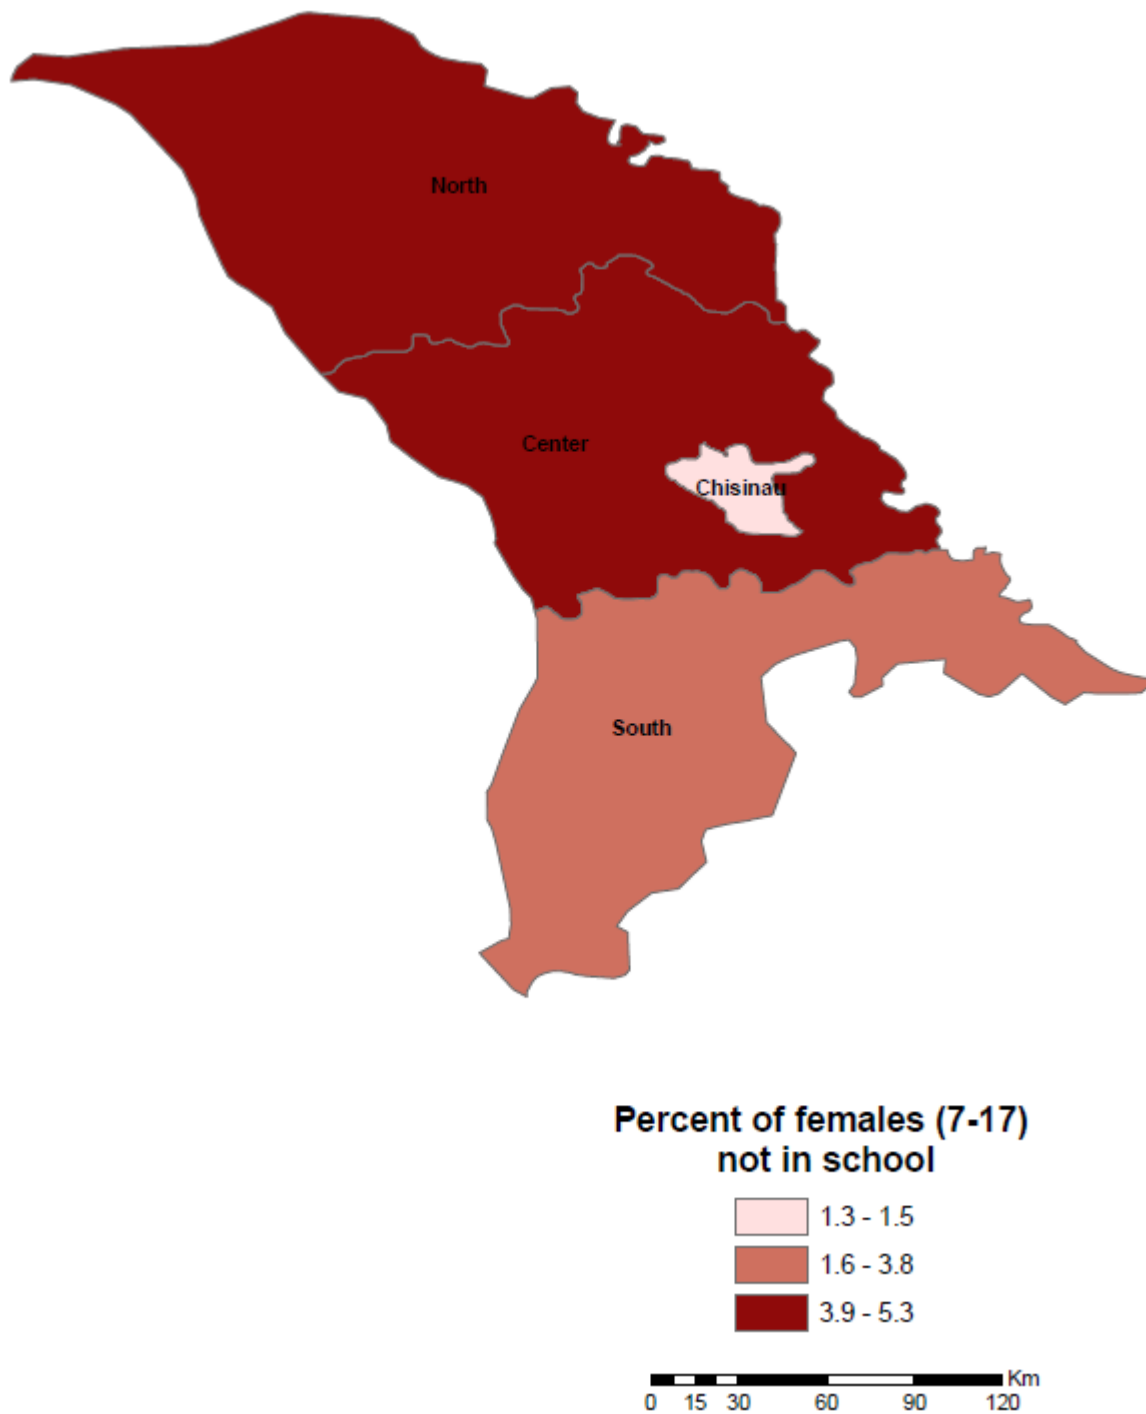 North
Center
Chisinau
South
Percent of females (7-17)
not in school
1.3 - 1.5
1.6 - 3.8
3.9 - 5.3
Km
0 15 30 60 90 120